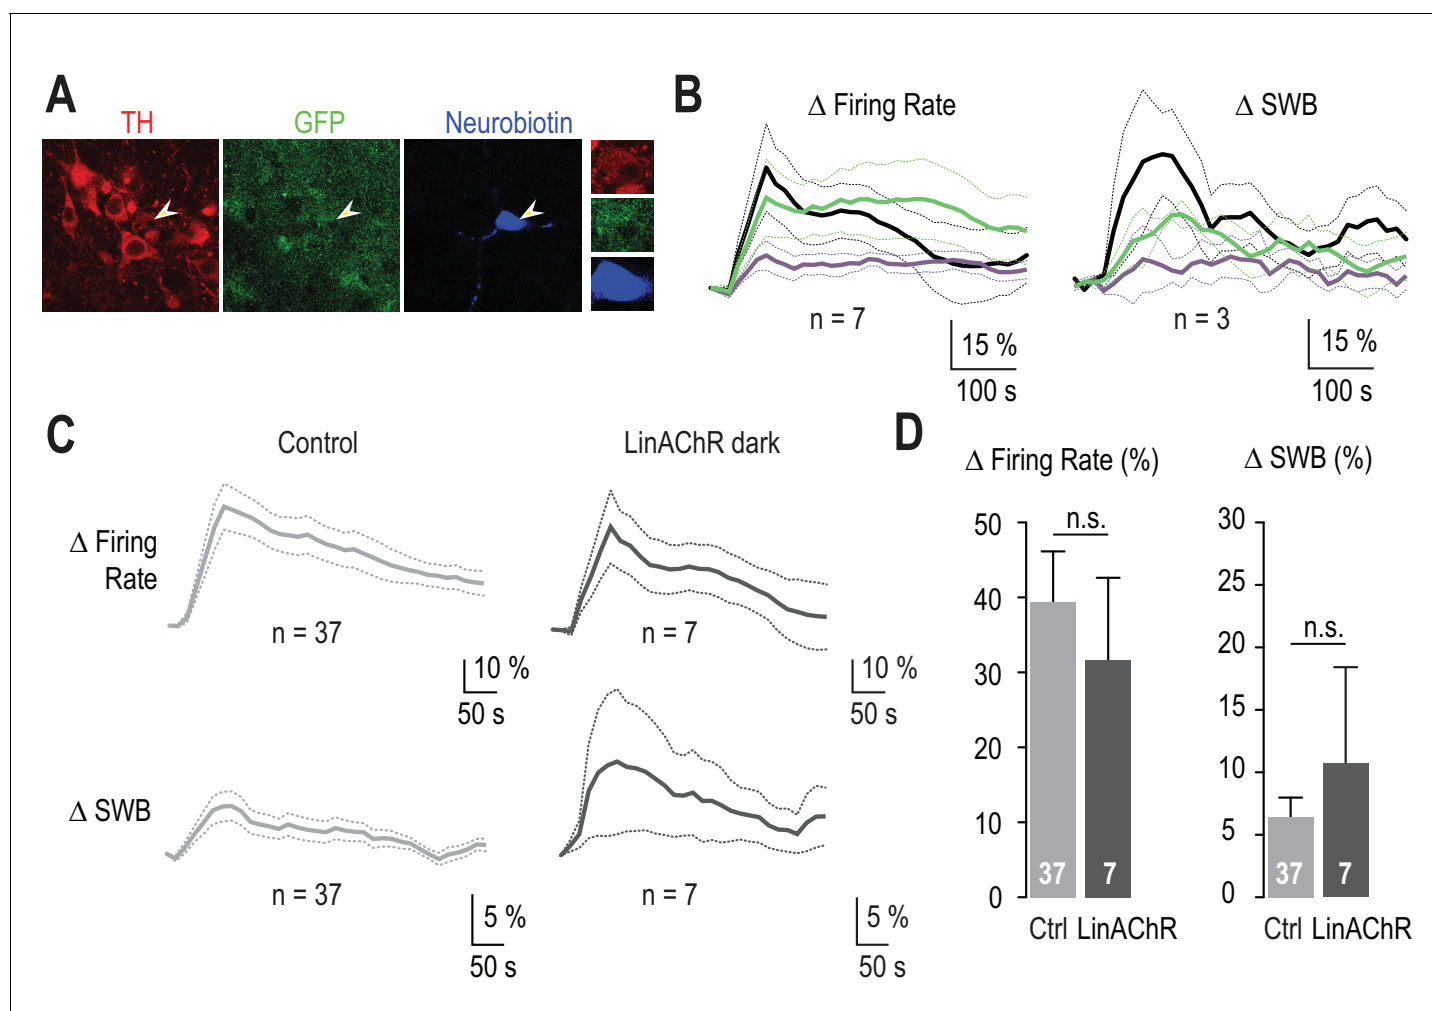 A
TH
GFP
Neurobiotin
B
Δ Firing Rate
Δ SWB
n = 7
n = 3
15 %
100 s
15 %
100 s
C
Control
LinAChR dark
Δ Firing
Rate
n = 37
n = 7
10 %
50 s
10 %
50 s
Δ SWB
n = 37
n = 7
5 %
50 s
5 %
50 s
D
Δ Firing Rate (%)
Δ SWB (%)
50
40
30
20
10
0
n.s.
37
7
Ctrl
LinAChR
30
25
20
15
10
5
0
n.s.
37
7
Ctrl
LinAChR